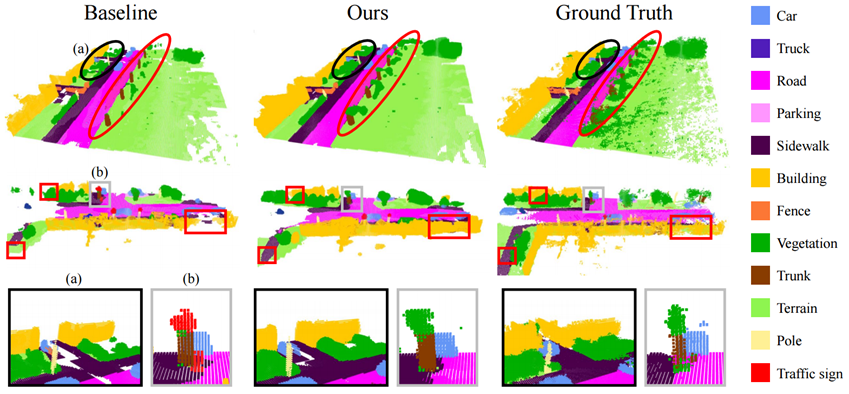 Baseline
Ours
Ground Truth
(a)
(b)
(a)
(b)
Car
Truck
Road
Parking
Sidewalk
Building
Fence
Vegetation
Trunk
Terrain
Pole
Traffic sign